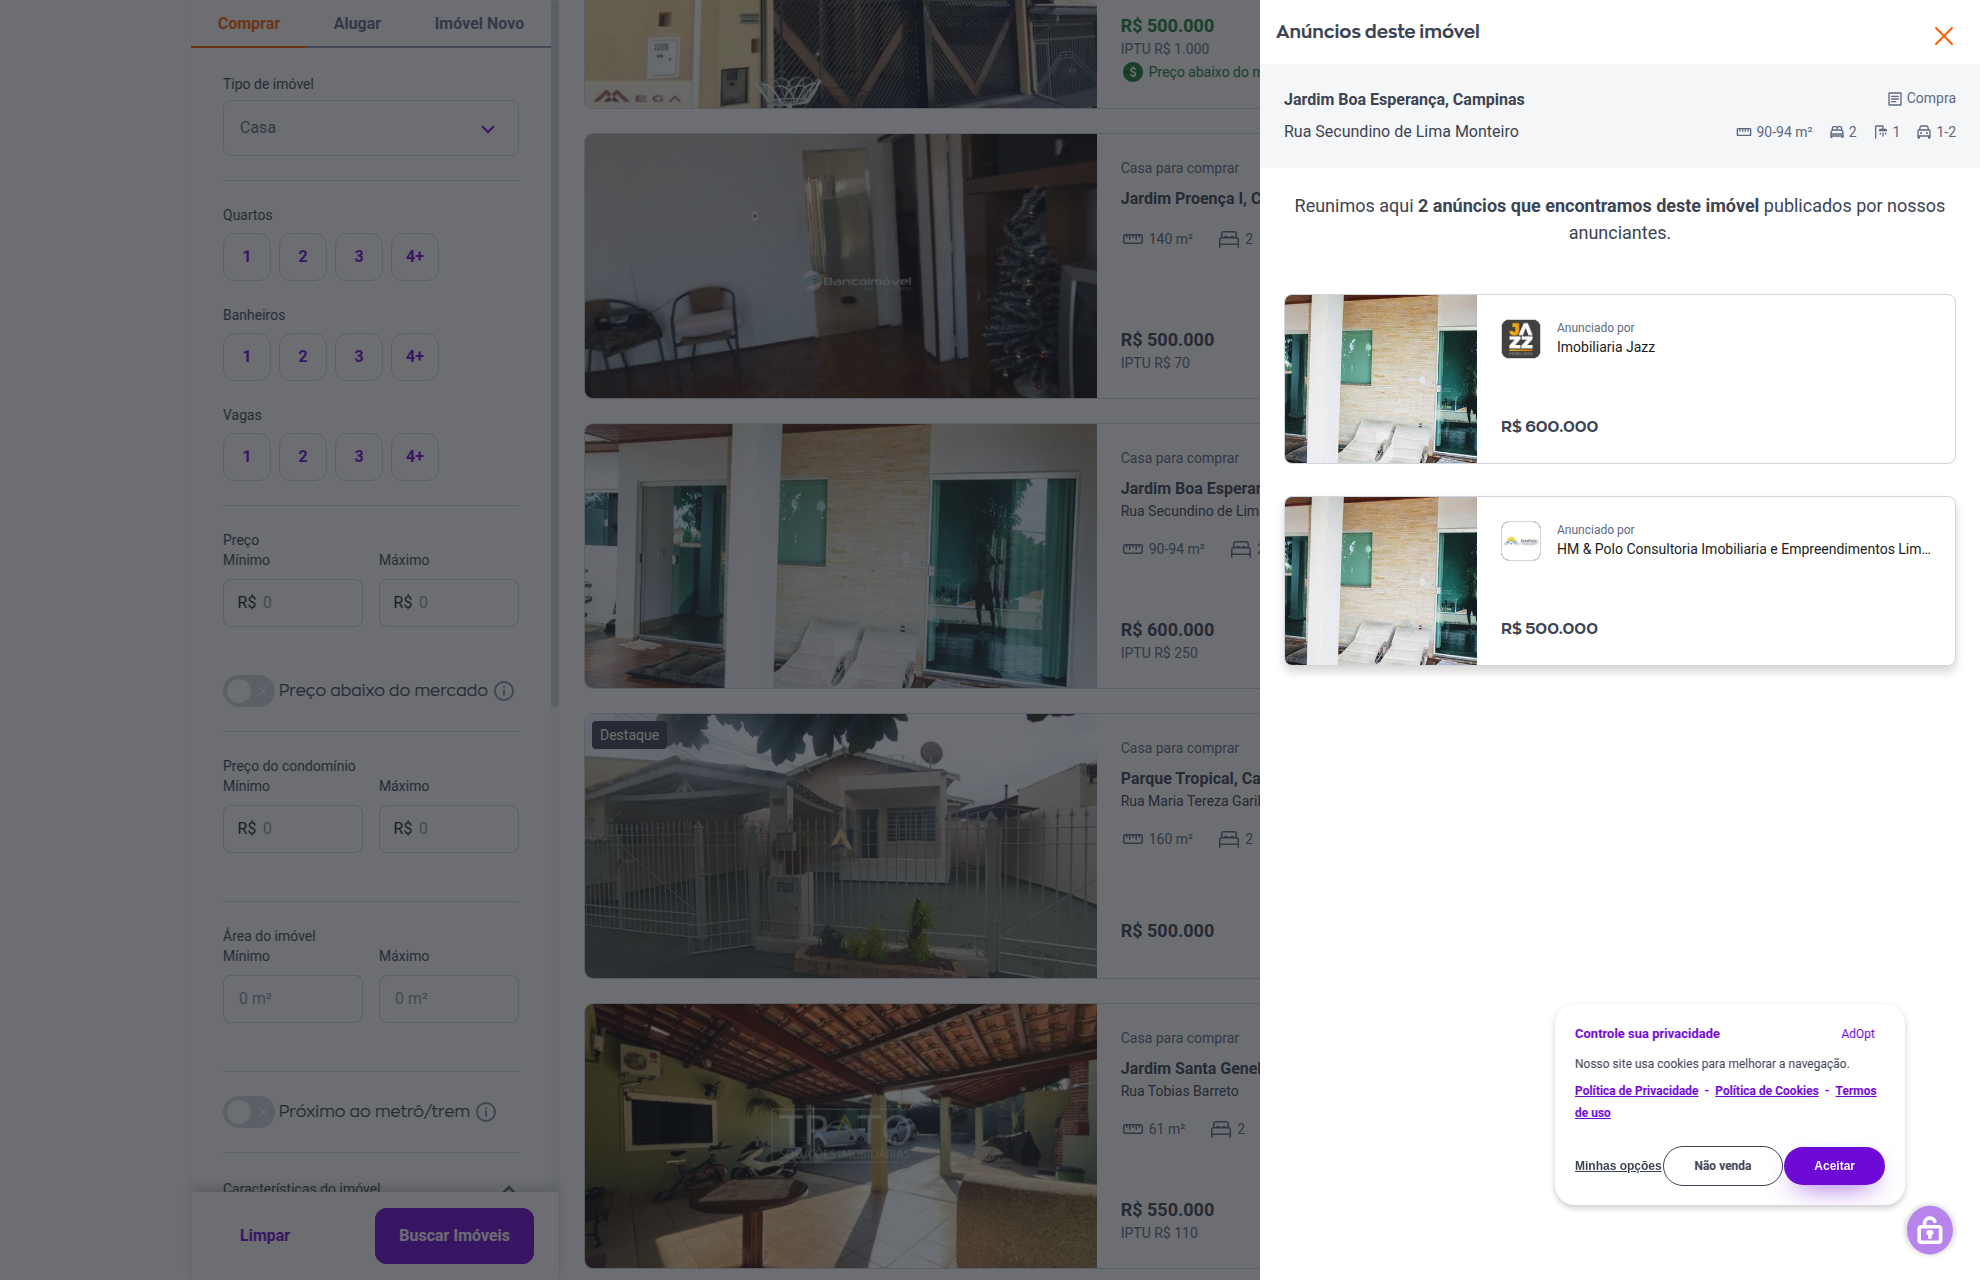 Comprar
Alugar
Imóvel Novo
Tipo de imóvel
Casa
Quartos
1
2
3
4+
Banheiros
1
2
3
4+
Vagas
1
2
3
4+
Preço
Mínimo
Máximo
R$ 0
R$ 0
Preço abaixo do mercado
Preço do condomínio
Mínimo
Máximo
R$ 0
R$ 0
Área do imóvel
Mínimo
Máximo
0 m²
0 m²
Próximo ao metrô/trem
Características do imóvel
Limpar
Buscar Imóveis
MEGA
R$ 500.000
IPTU R$ 1.000
Preço abaixo do m
Bancoimóvel
Casa para comprar
Jardim Proença I, C
140 m²
2
R$ 500.000
IPTU R$ 70
Casa para comprar
Jardim Boa Esperan
Rua Secundino de Lim
90-94 m²
2
R$ 600.000
IPTU R$ 250
Destaque
Casa para comprar
Parque Tropical, Ca
Rua Maria Tereza Garil
160 m²
2
R$ 500.000
TRATO
SOLUÇÕES IMOBILIÁRIAS
Casa para comprar
Jardim Santa Genel
Rua Tobias Barreto
61 m²
2
R$ 550.000
IPTU R$ 110
Anúncios deste imóvel
Jardim Boa Esperança, Campinas
Compra
Rua Secundino de Lima Monteiro
90-94 m²
2
1
1-2
Reunimos aqui 2 anúncios que encontramos deste imóvel publicados por nossos
anunciantes.
JAZZ
Anunciado por
Imobiliaria Jazz
R$ 600.000
Anunciado por
HM & Polo Consultoria Imobiliaria e Empreendimentos Lim...
R$ 500.000
Controle sua privacidade
AdOpt
Nosso site usa cookies para melhorar a navegação.
Política de Privacidade - Política de Cookies - Termos
de uso
Minhas opções
Não venda
Aceitar